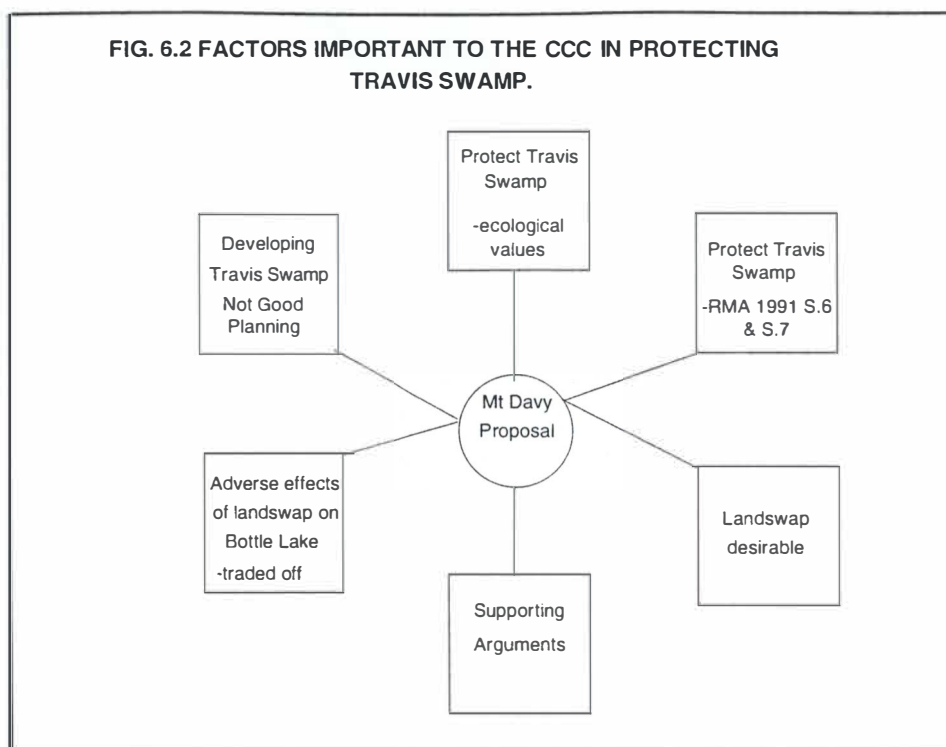 FIG. 6.2 FACTORS IMPORTANT TO THE CCC IN PROTECTING
TRAVIS SWAMP.
Protect Travis
Swamp
-ecological
values
Developing
Travis Swamp
Not Good
Planning
Protect Travis
Swamp
-RMA 1991 S.6
& S.7
Mt Davy
Proposal
Adverse effects
of landswap on
Bottle Lake
-traded off
Landswap
desirable
Supporting
Arguments